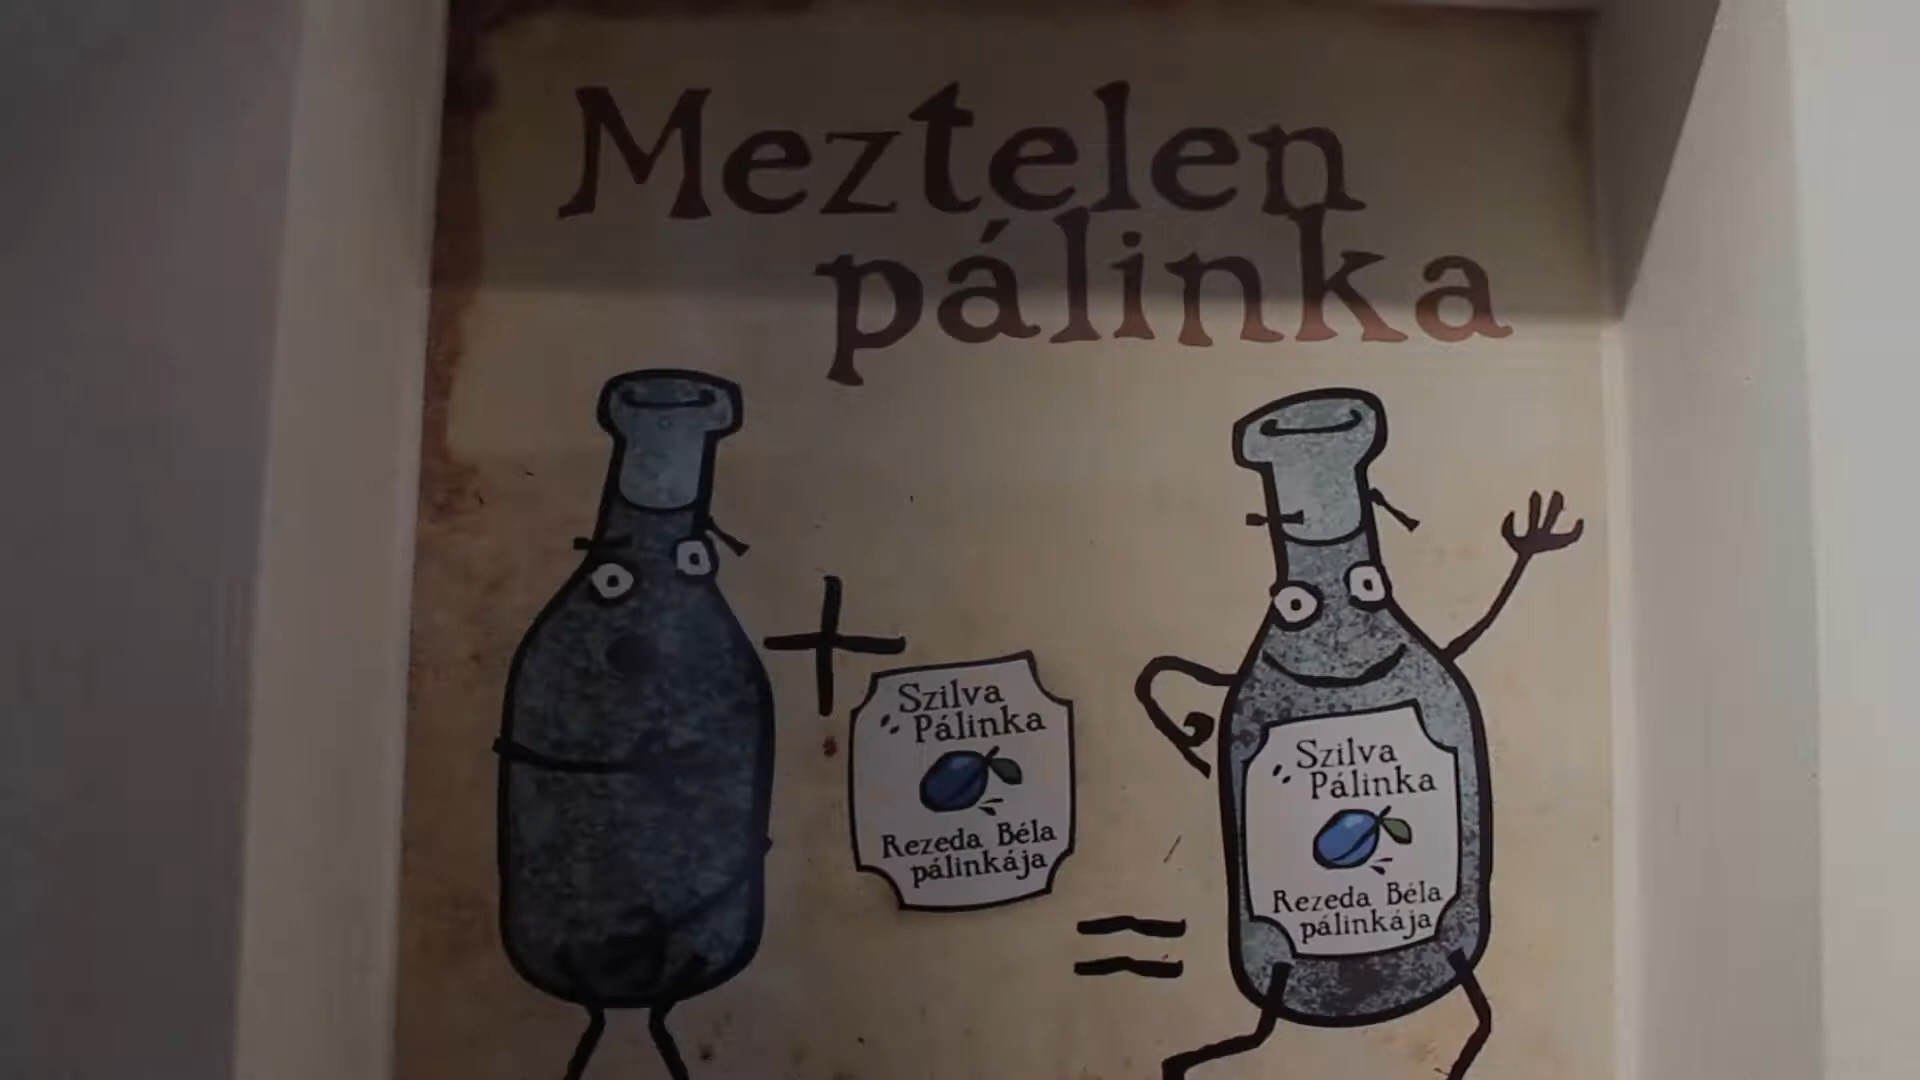 Meztelen
pálinka
Szilva
Pálinka
Rezeda Béla
pálinkája
Szilva
Pálinka
Rezeda Béla
pálinkája